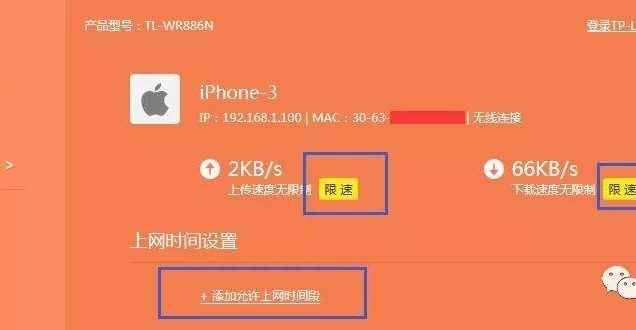 产品型号：TL-WR886N
登录TP-L
iPhone-3
IP：192.168.1.100 | MAC：30-63- | 无线连接
>
2KB/s
上传速度无限制 限 速
66KB/s
下载速度无限制 限 速
上网时间设置
+ 添加允许上网时间段